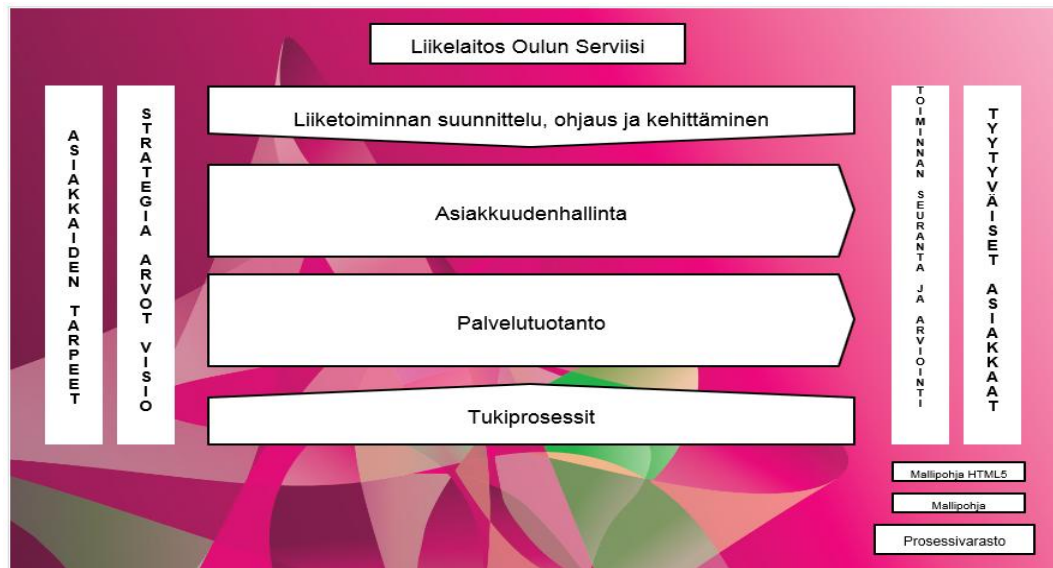 Liikelaitos Oulun Serviisi
ASIAKKAIDEN TARPEET
STRATEGIA ARVOT VISIO
Liiketoiminnan suunnittelu, ohjaus ja kehittäminen
Asiakkuudenhallinta
Palvelutuotanto
Tukiprosessit
TOIMINNAN SEURANTA JA ARVIOINTI
TYYTYVÄISET ASIAKKAAT
Mallipohja HTML5
Mallipohja
Prosessivarasto